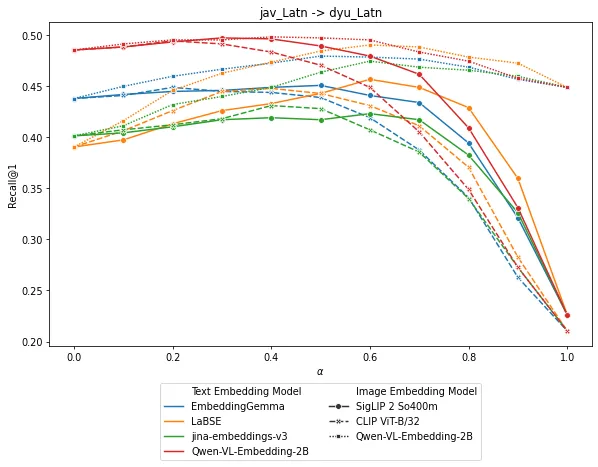 jav_Latn -> dyu_Latn
0.50
0.45
0.40
0.35
0.30
0.25
0.20
Recall@1
0.0 0.2 0.4 0.6 0.8 1.0
α
Text Embedding Model
EmbeddingGemma
LaBSE
jina-embeddings-v3
Qwen-VL-Embedding-2B
Image Embedding Model
SigLIP 2 So400m
CLIP ViT-B/32
Qwen-VL-Embedding-2B